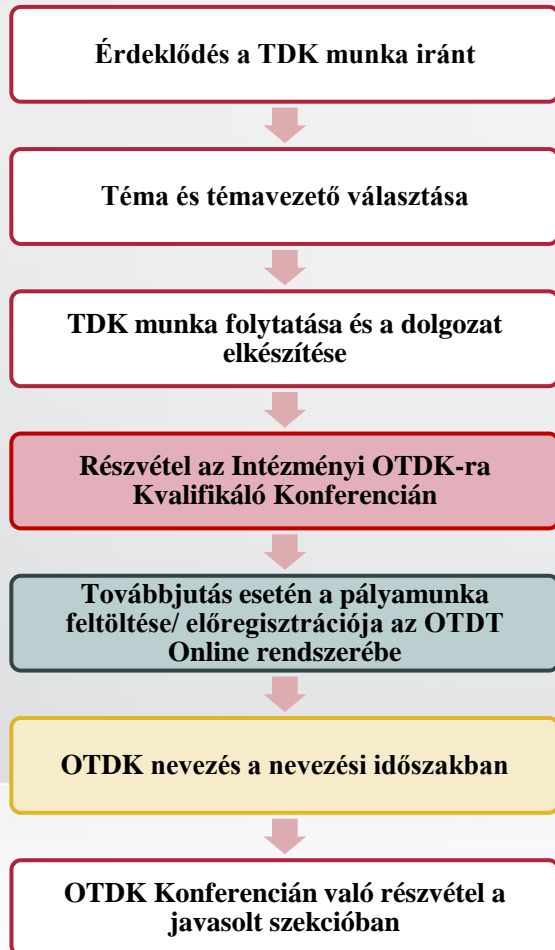 Érdeklődés a TDK munka iránt
Téma és témavezető választása
TDK munka folytatása és a dolgozat
elkészítése
Részvétel az Intézményi OTDK-ra
Kvalifikáló Konferencián
Továbbjutás esetén a pályamunka
feltöltése/ előregisztrációja az OTDT
Online rendszerébe
OTDK nevezés a nevezési időszakban
OTDK Konferencián való részvétel a
javasolt szekcióban